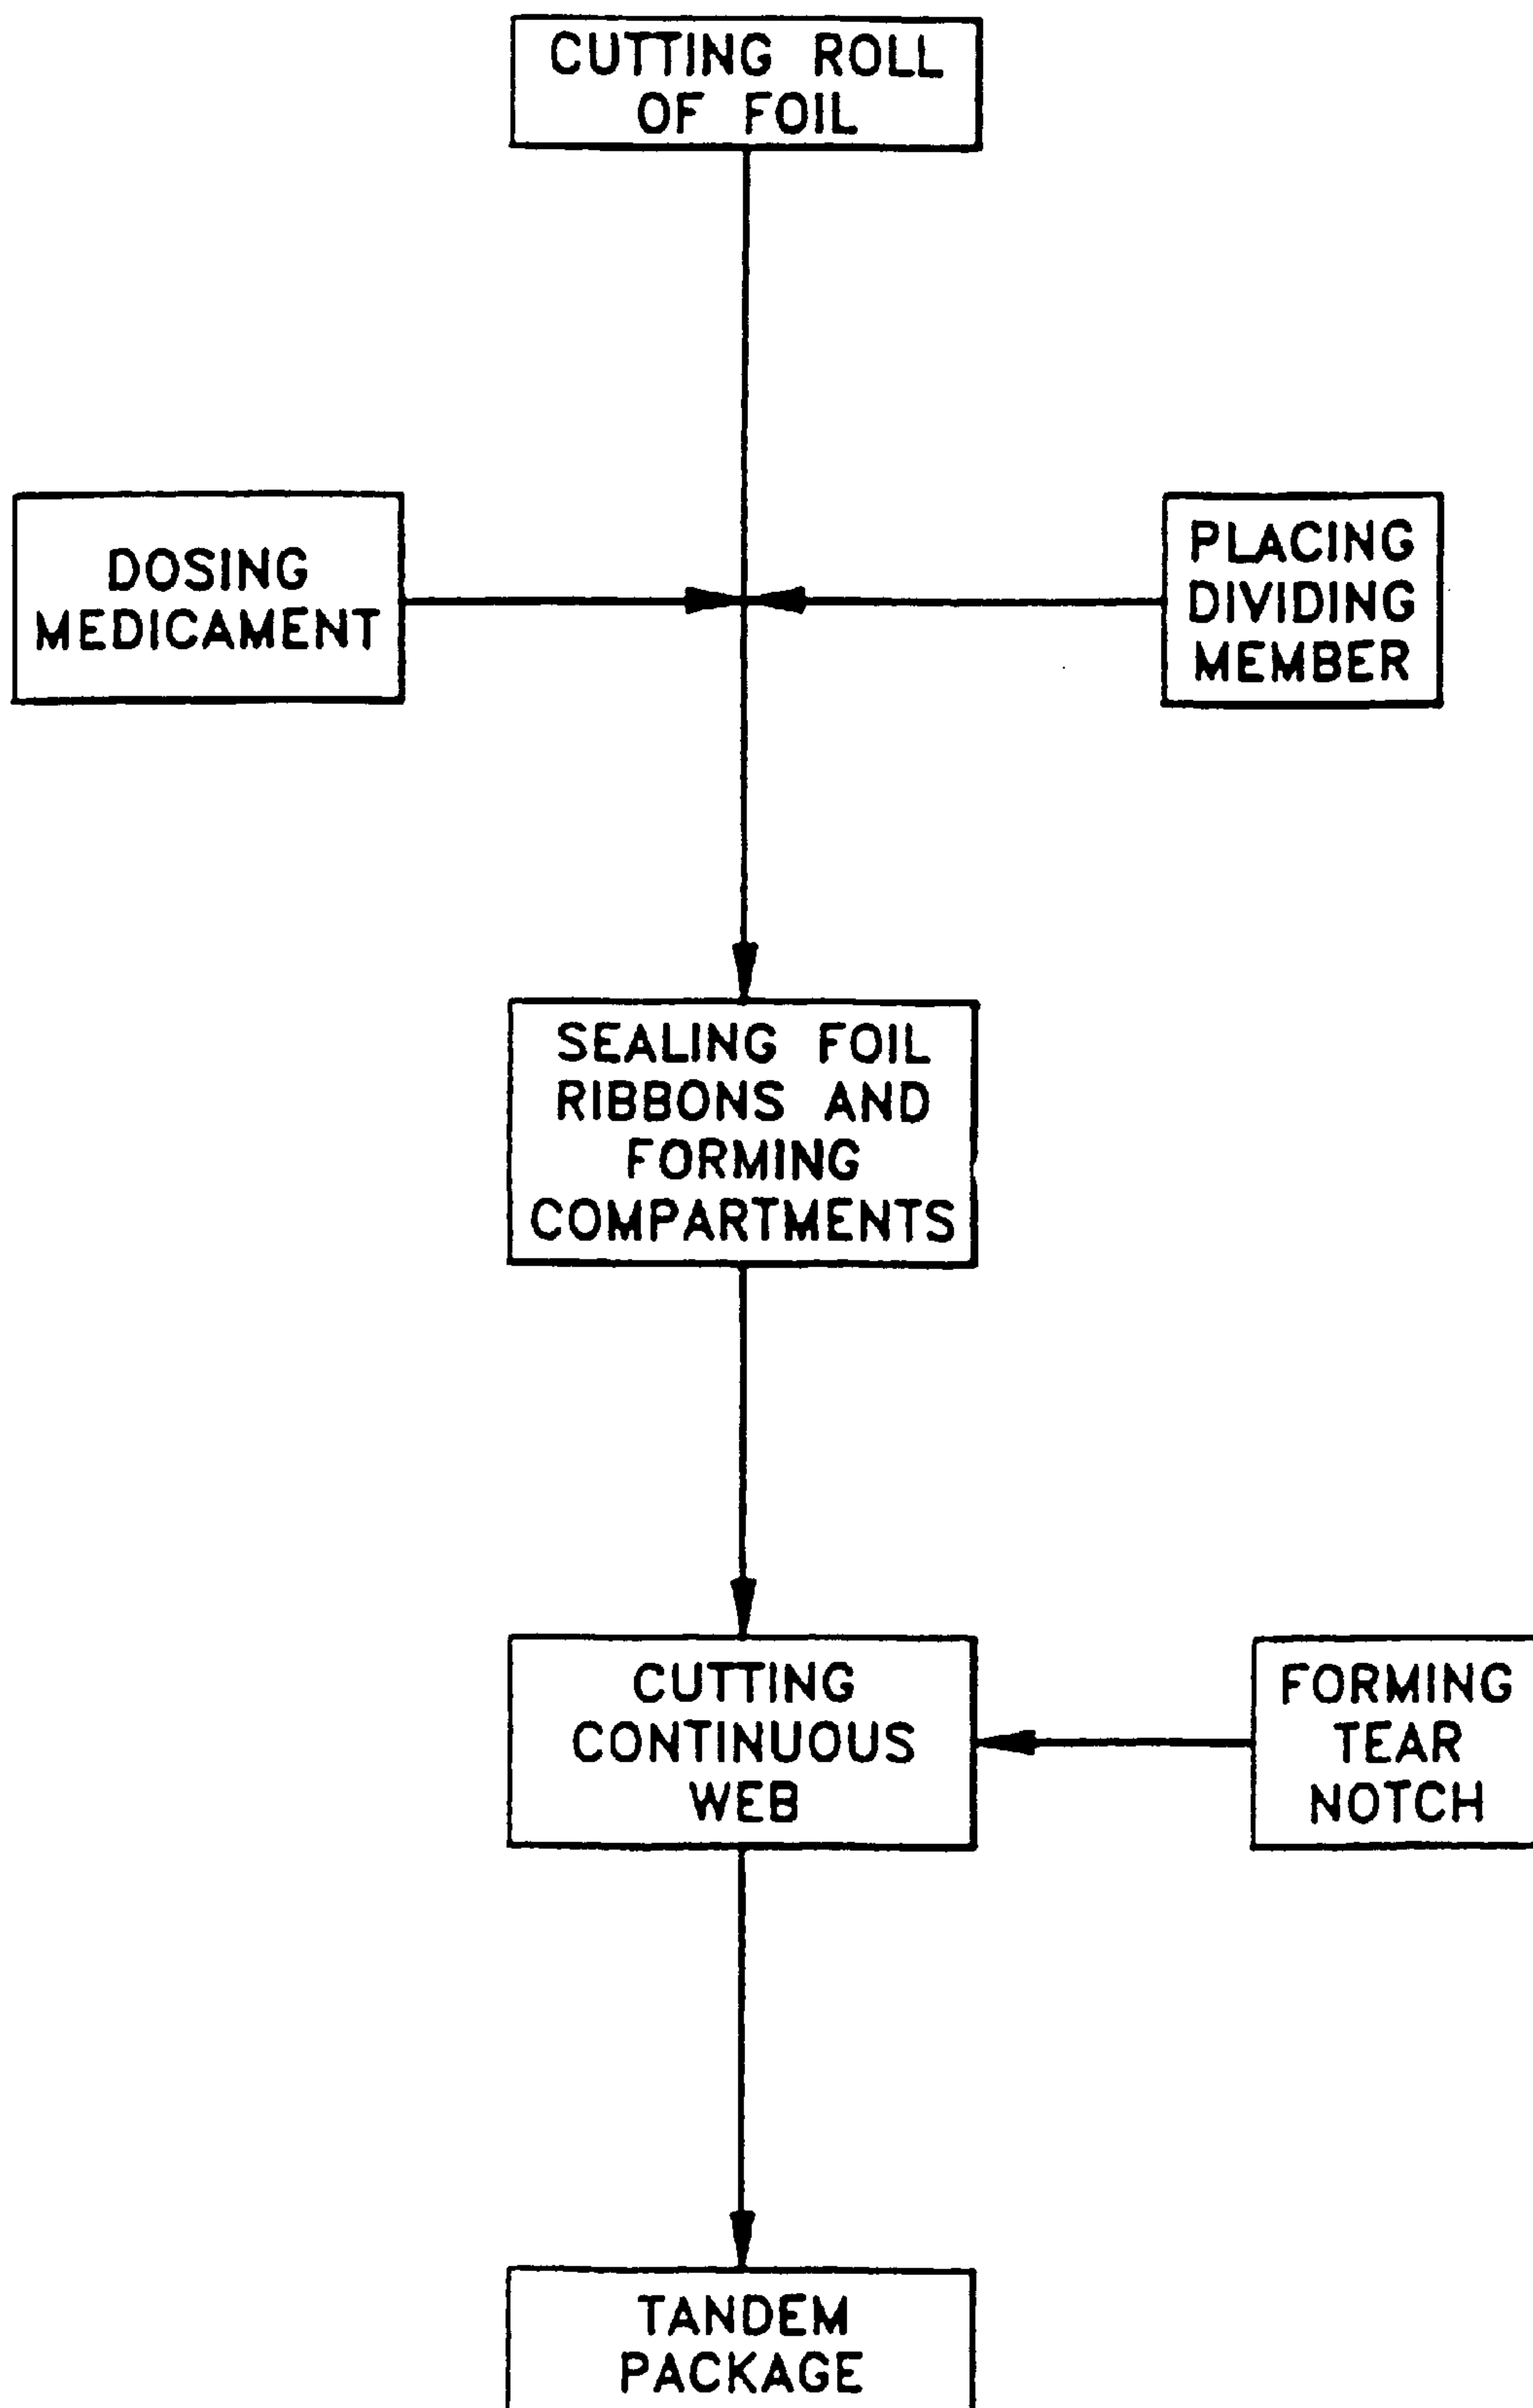 CUTTING ROLL
OF FOIL
DOSING
MEDICAMENT
PLACING
DIVIDING
MEMBER
SEALING FOIL
RIBBONS AND
FORMING
COMPARTMENTS
CUTTING
CONTINUOUS
WEB
FORMING
TEAR
NOTCH
TANDEM
PACKAGE